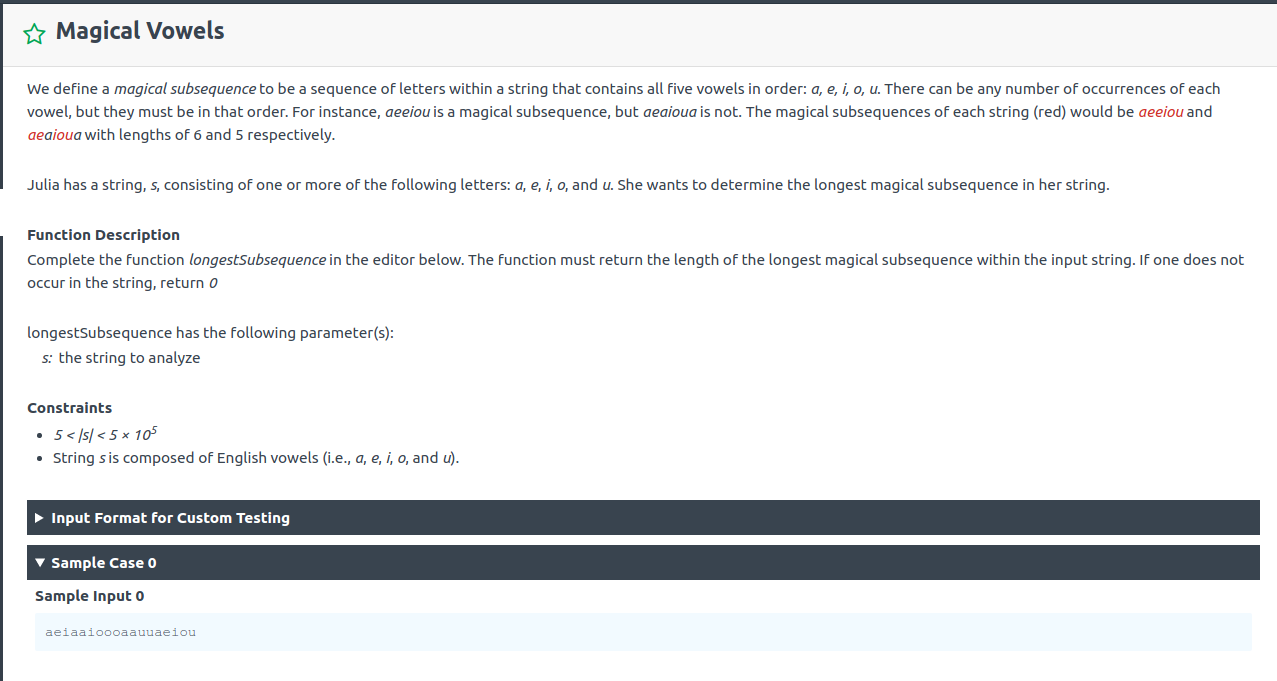 Magical Vowels
We define a magical subsequence to be a sequence of letters within a string that contains all five vowels in order: a, e, i, o, u. There can be any number of occurrences of each
vowel, but they must be in that order. For instance, aeeiou is a magical subsequence, but aeaioua is not. The magical subsequences of each string (red) would be aeeiou and
aeaioua with lengths of 6 and 5 respectively.
Julia has a string, s, consisting of one or more of the following letters: a, e, i, o, and u. She wants to determine the longest magical subsequence in her string.
Function Description
Complete the function longestSubsequence in the editor below. The function must return the length of the longest magical subsequence within the input string. If one does not
occur in the string, return 0
longestSubsequence has the following parameter(s):
s: the string to analyze
Constraints
• 5 < |s| < 5 × 10⁵
• String s is composed of English vowels (i.e., a, e, i, o, and u).
▶ Input Format for Custom Testing
▼ Sample Case 0
Sample Input 0
aeiaaioooaauuaeiou